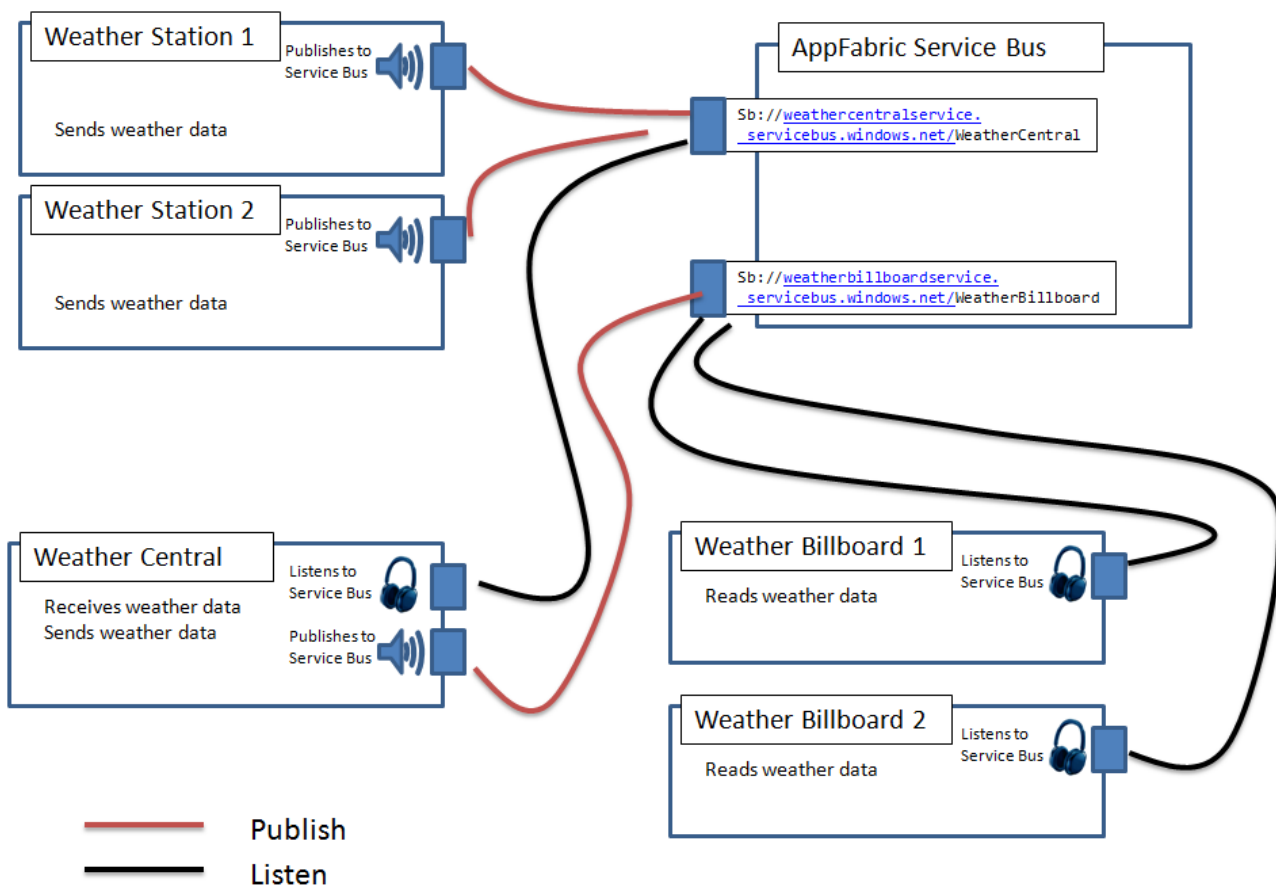 Weather Station 1
Publishes to
Service Bus
Sends weather data
Weather Station 2
Publishes to
Service Bus
Sends weather data
AppFabric Service Bus
Sb://weathercentralservice.
servicebus.windows.net/WeatherCentral
Sb://weatherbillboardservice.
servicebus.windows.net/WeatherBillboard
Weather Central
Listens to
Service Bus
Receives weather data
Sends weather data
Publishes to
Service Bus
Weather Billboard 1
Listens to
Service Bus
Reads weather data
Weather Billboard 2
Listens to
Service Bus
Reads weather data
Publish
Listen